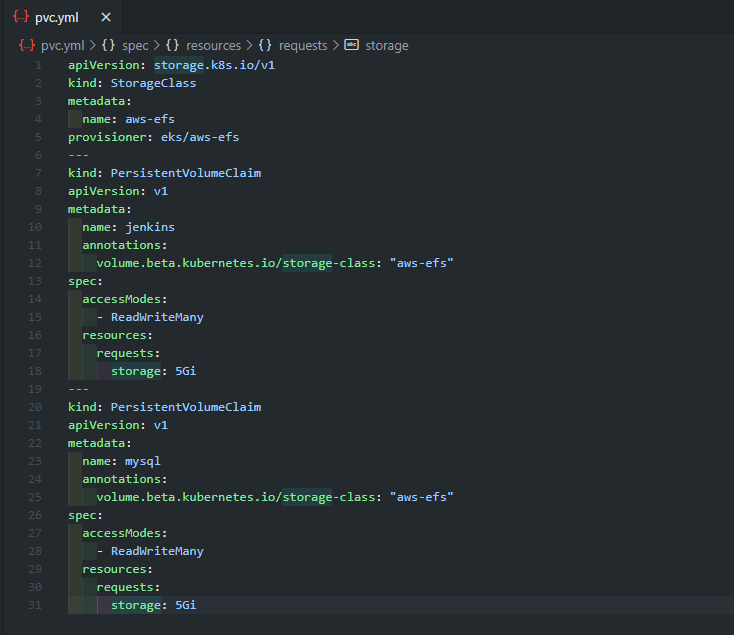 {..} pvc.yml ×
{..} pvc.yml > {} spec > {} resources > {} requests > abc storage
1 apiVersion: storage.k8s.io/v1
2 kind: StorageClass
3 metadata:
4   name: aws-efs
5 provisioner: eks/aws-efs
6 ---
7 kind: PersistentVolumeClaim
8 apiVersion: v1
9 metadata:
10   name: jenkins
11   annotations:
12     volume.beta.kubernetes.io/storage-class: "aws-efs"
13 spec:
14   accessModes:
15     - ReadWriteMany
16   resources:
17     requests:
18       storage: 5Gi
19 ---
20 kind: PersistentVolumeClaim
21 apiVersion: v1
22 metadata:
23   name: mysql
24   annotations:
25     volume.beta.kubernetes.io/storage-class: "aws-efs"
26 spec:
27   accessModes:
28     - ReadWriteMany
29   resources:
30     requests:
31       storage: 5Gi